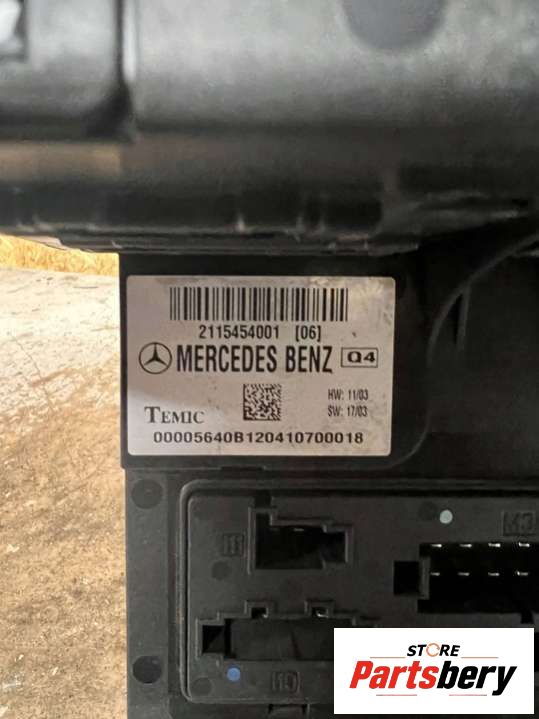 2115454001 [06]
MERCEDES BENZ Q4
HW: 11/03
SW: 17/03
TEMIC
00005640B120410700018
STORE
Partsbery